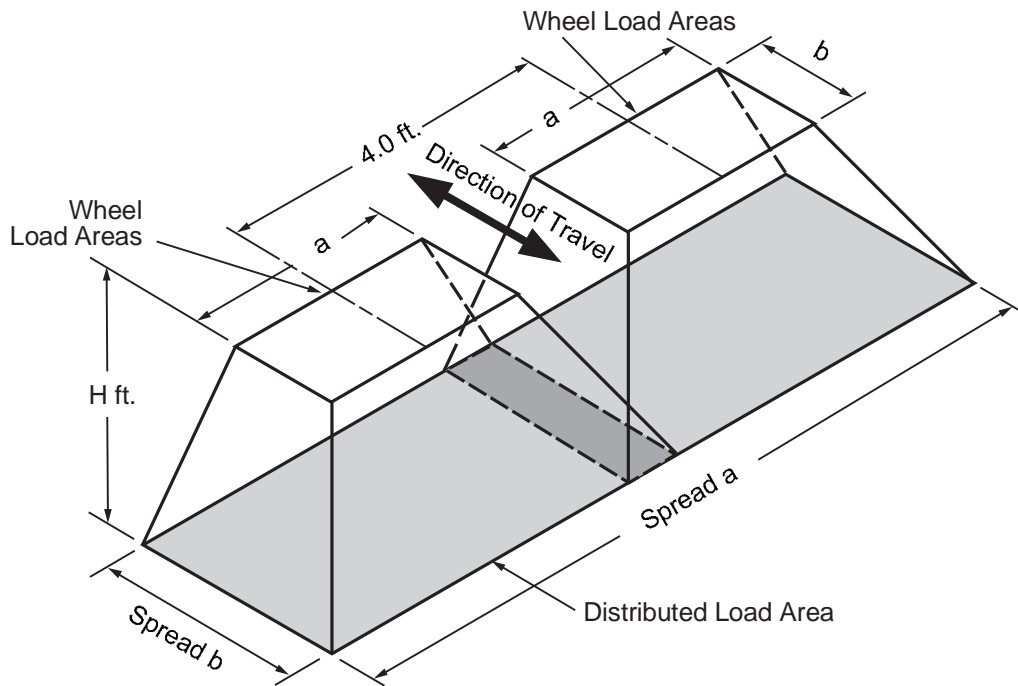 Wheel Load Areas
b
a
4.0 ft.
Direction of Travel
Wheel
Load Areas
a
H ft.
Spread a
Spread b
Distributed Load Area